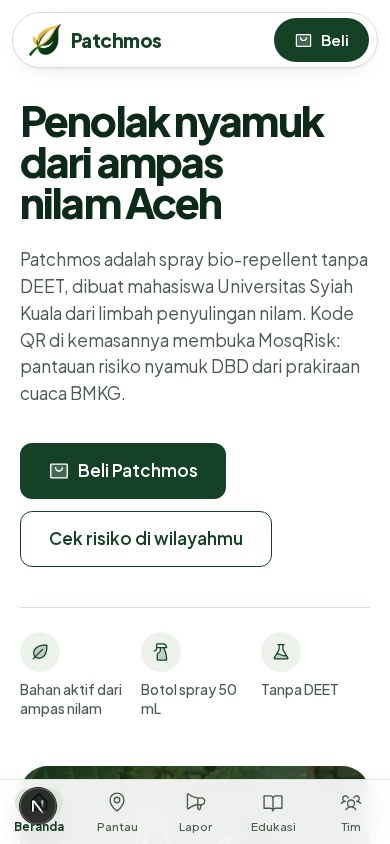 Patchmos
Beli
Penolak nyamuk
dari ampas
nilam Aceh
Patchmos adalah spray bio-repellent tanpa
DEET, dibuat mahasiswa Universitas Syiah
Kuala dari limbah penyulingan nilam. Kode
QR di kemasannya membuka MosqRisk:
pantauan risiko nyamuk DBD dari prakiraan
cuaca BMKG.
Beli Patchmos
Cek risiko di wilayahmu
Bahan aktif dari
ampas nilam
Botol spray 50
mL
Tanpa DEET
N
Beranda
Pantau
Lapor
Edukasi
Tim